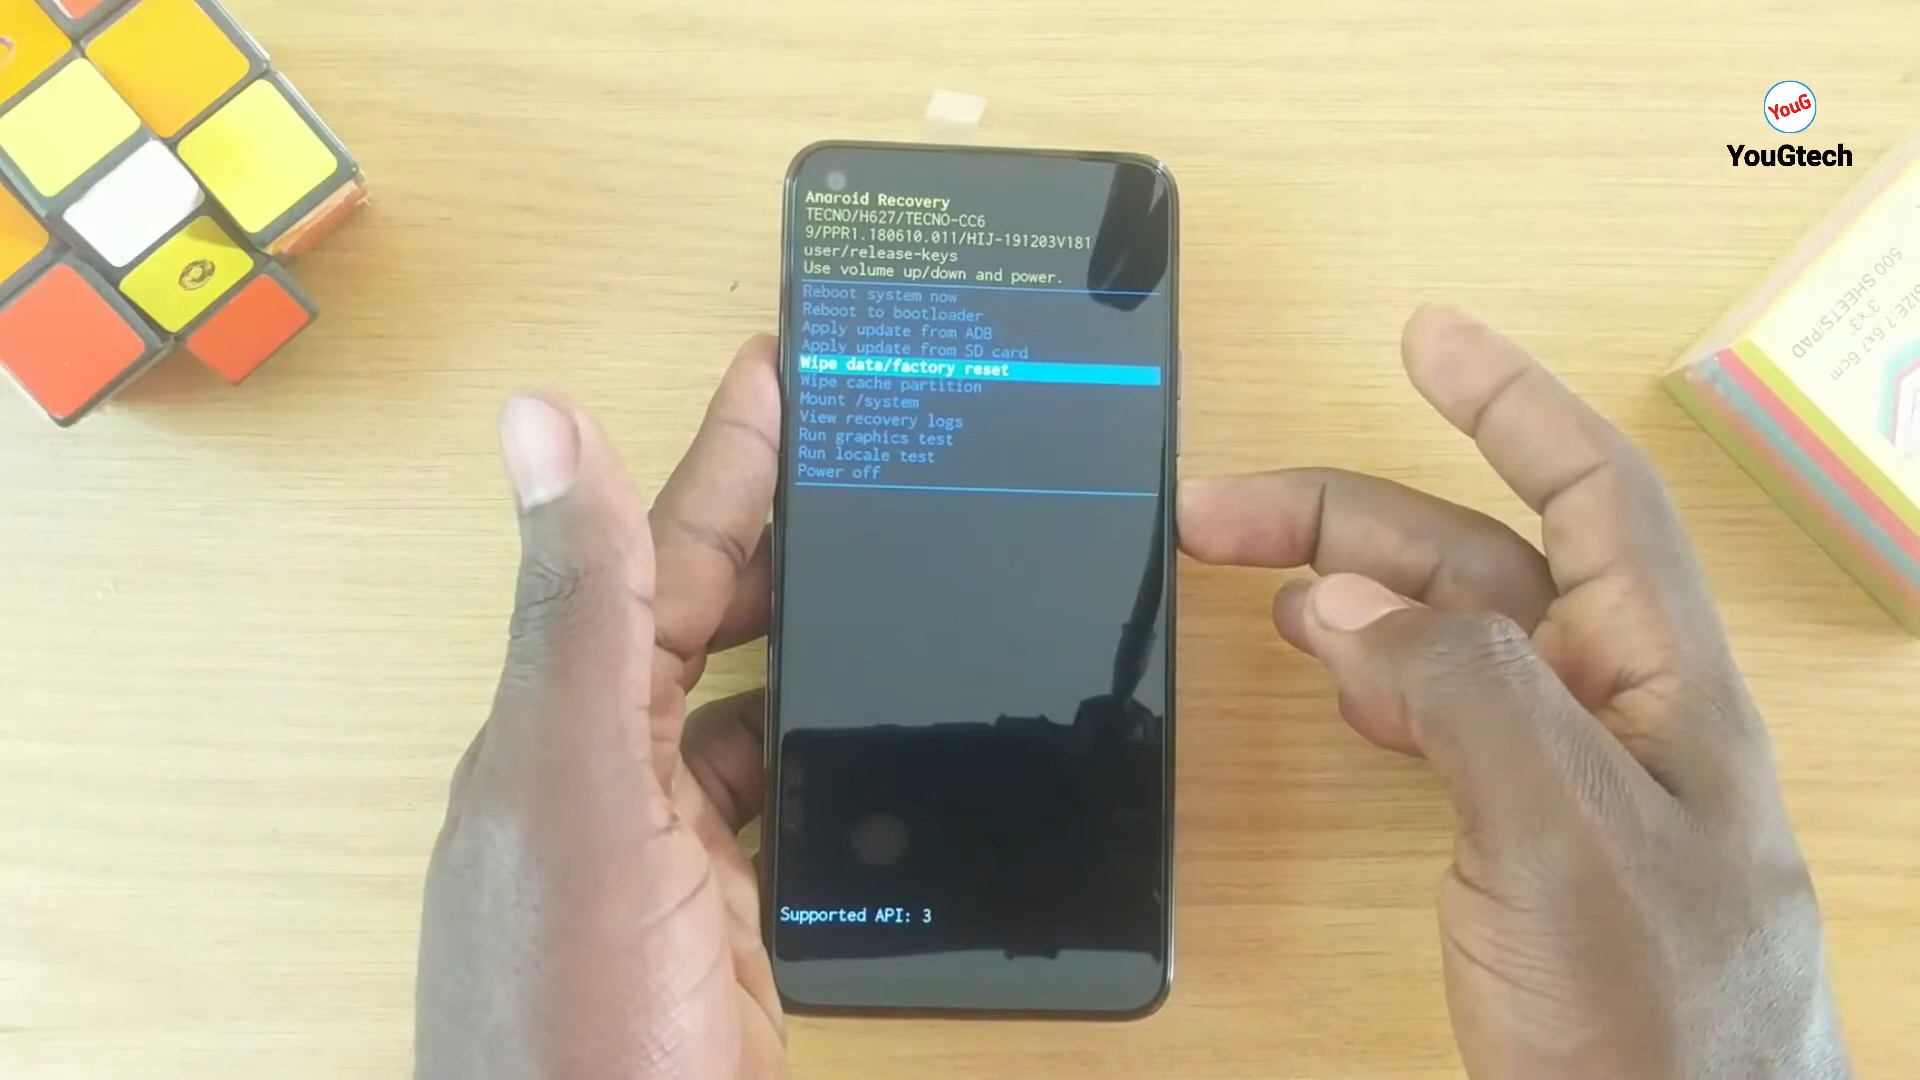 YouG
YouGtech
Android Recovery
TECNO/H627/TECNO-CC6
9/PPR1.180610.011/HIJ-191203V181
user/release-keys
Use volume up/down and power.
Reboot system now
Reboot to bootloader
Apply update from ADB
Apply update from SD card
Wipe data/factory reset
Wipe cache partition
Mount /system
View recovery logs
Run graphics test
Run locale test
Power off
Supported API: 3
500 SHEETS/PAD
3"x3"
SIZE:7.6x7.6cm